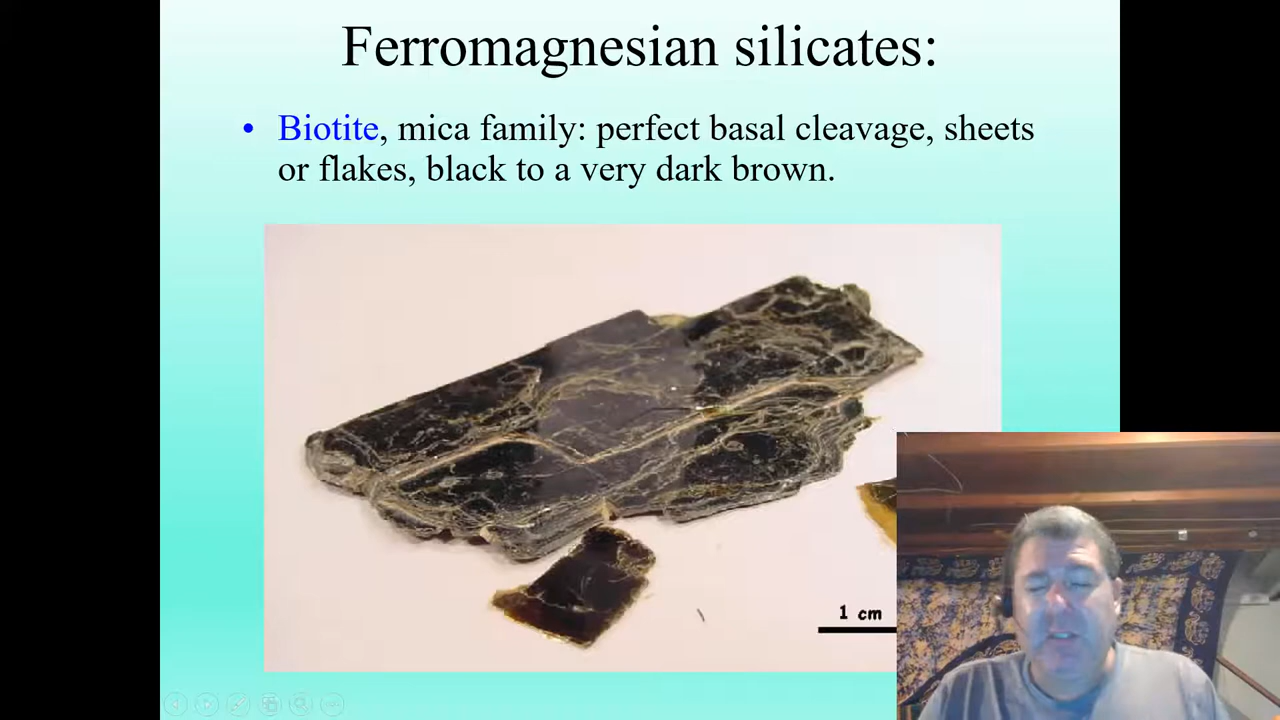 Ferromagnesian silicates:
• Biotite, mica family: perfect basal cleavage, sheets
or flakes, black to a very dark brown.
1 cm